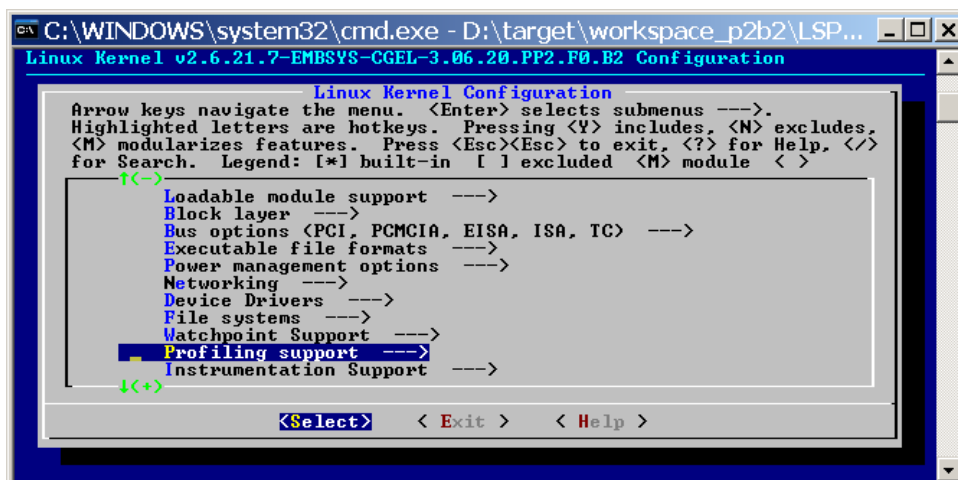 C:\WINDOWS\system32\cmd.exe - D:\target\workspace_p2b2\LSP...
Linux Kernel v2.6.21.7-EMBSYS-CGEL-3.06.20.PP2.F0.B2 Configuration
Linux Kernel Configuration
Arrow keys navigate the menu.  <Enter> selects submenus --->.
Highlighted letters are hotkeys.  Pressing <Y> includes, <N> excludes,
<M> modularizes features.  Press <Esc><Esc> to exit, <?> for Help, </>
for Search.  Legend: [*] built-in  [ ] excluded  <M> module  < >
↑(-)
Loadable module support  --->
Block layer  --->
Bus options (PCI, PCMCIA, EISA, ISA, TC)  --->
Executable file formats  --->
Power management options  --->
Networking  --->
Device Drivers  --->
File systems  --->
Watchpoint Support  --->
Profiling support  --->
Instrumentation Support  --->
↓(+)
<Select>    < Exit >    < Help >